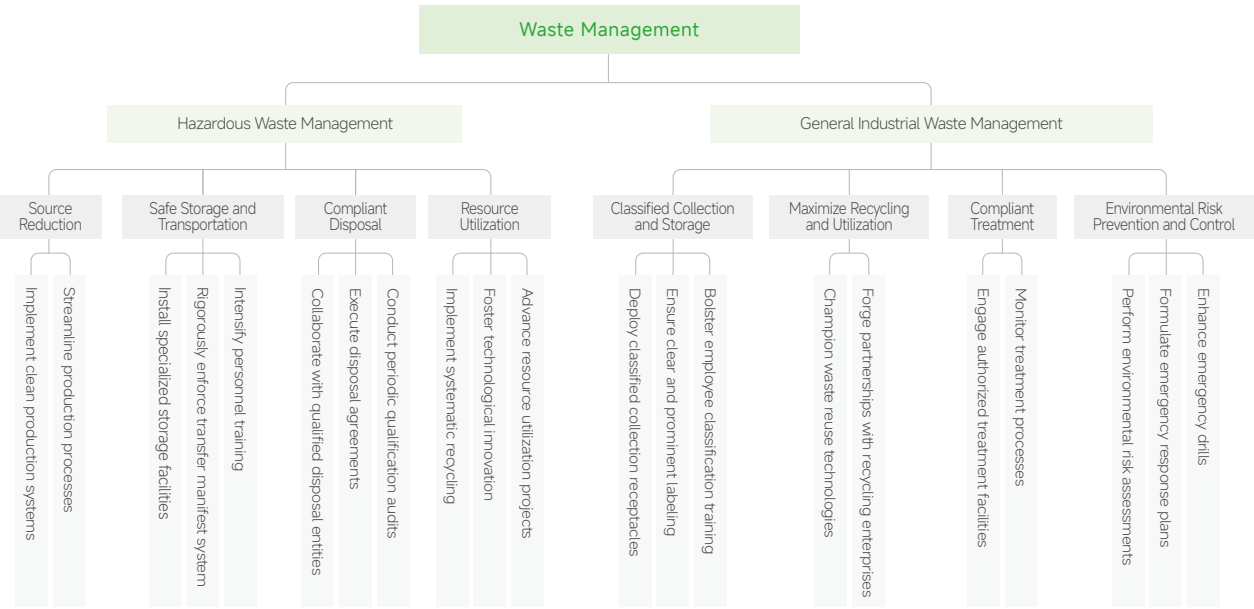 Waste Management
Hazardous Waste Management
General Industrial Waste Management
Source
Reduction
Safe Storage and
Transportation
Compliant
Disposal
Resource
Utilization
Classified Collection
and Storage
Maximize Recycling
and Utilization
Compliant
Treatment
Environmental Risk
Prevention and Control
Implement clean production systems
Streamline production processes
Install specialized storage facilities
Rigorously enforce transfer manifest system
Intensify personnel training
Collaborate with qualified disposal entities
Execute disposal agreements
Conduct periodic qualification audits
Implement systematic recycling
Foster technological innovation
Advance resource utilization projects
Deploy classified collection receptacles
Ensure clear and prominent labeling
Bolster employee classification training
Champion waste reuse technologies
Forge partnerships with recycling enterprises
Engage authorized treatment facilities
Monitor treatment processes
Perform environmental risk assessments
Formulate emergency response plans
Enhance emergency drills